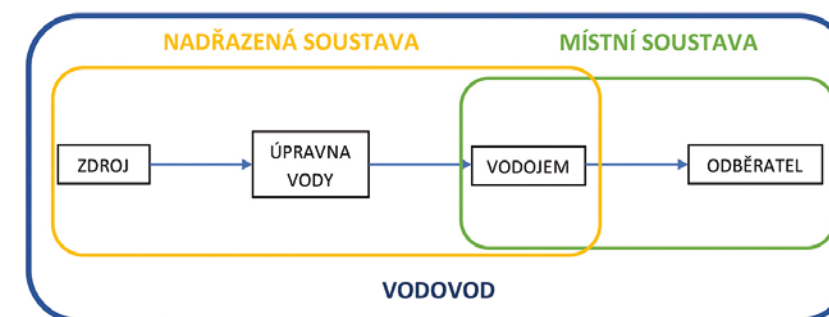 NADŘAZENÁ SOUSTAVA
MÍSTNÍ SOUSTAVA
ZDROJ
ÚPRAVNA
VODY
VODOJEM
ODBĚRATEL
VODOVOD